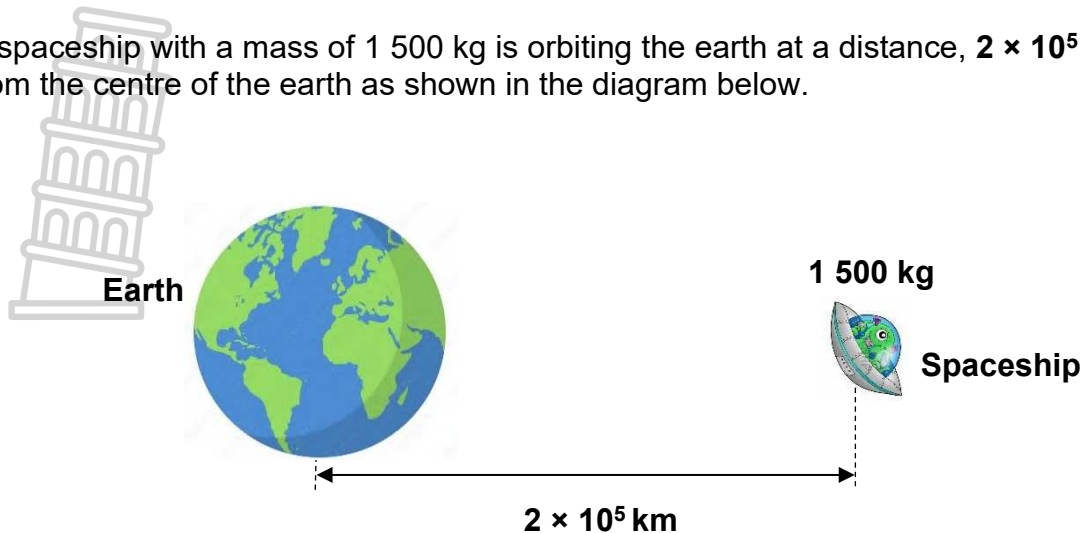 spaceship with a mass of 1 500 kg is orbiting the earth at a distance, 2 × 10⁵
om the centre of the earth as shown in the diagram below.
Earth
1 500 kg
Spaceship
2 × 10⁵ km